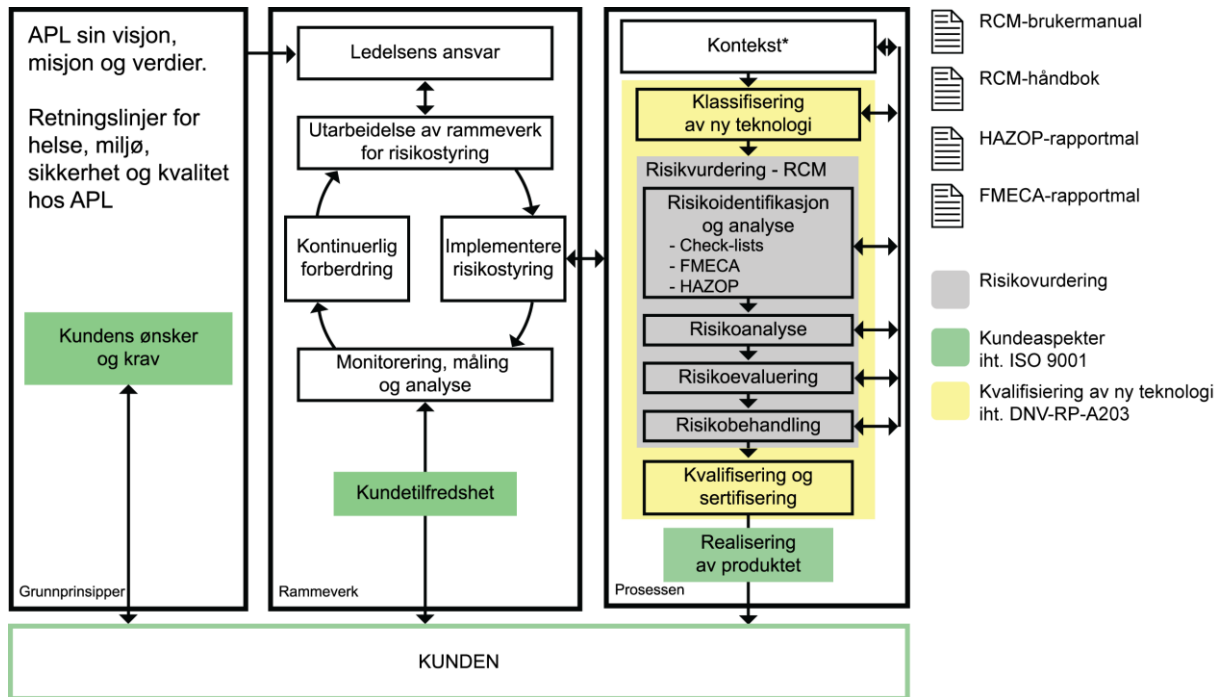 APL sin visjon,
misjon og verdier.
Retningslinjer for
helse, miljø,
sikkerhet og kvalitet
hos APL
Kundens ønsker
og krav
Grunnprinsipper
Ledelsens ansvar
Utarbeidelse av rammeverk
for risikostyring
Kontinuerlig
forberdring
Implementere
risikostyring
Monitorering, måling
og analyse
Kundetilfredshet
Rammeverk
Kontekst*
Klassifisering
av ny teknologi
Risikvurdering - RCM
Risikoidentifikasjon
og analyse
- Check-lists
- FMECA
- HAZOP
Risikoanalyse
Risikoevaluering
Risikobehandling
Kvalifisering og
sertifisering
Realisering
av produktet
Prosessen
KUNDEN
RCM-brukermanual
RCM-håndbok
HAZOP-rapportmal
FMECA-rapportmal
Risikovurdering
Kundeaspekter
iht. ISO 9001
Kvalifisering av ny teknologi
iht. DNV-RP-A203